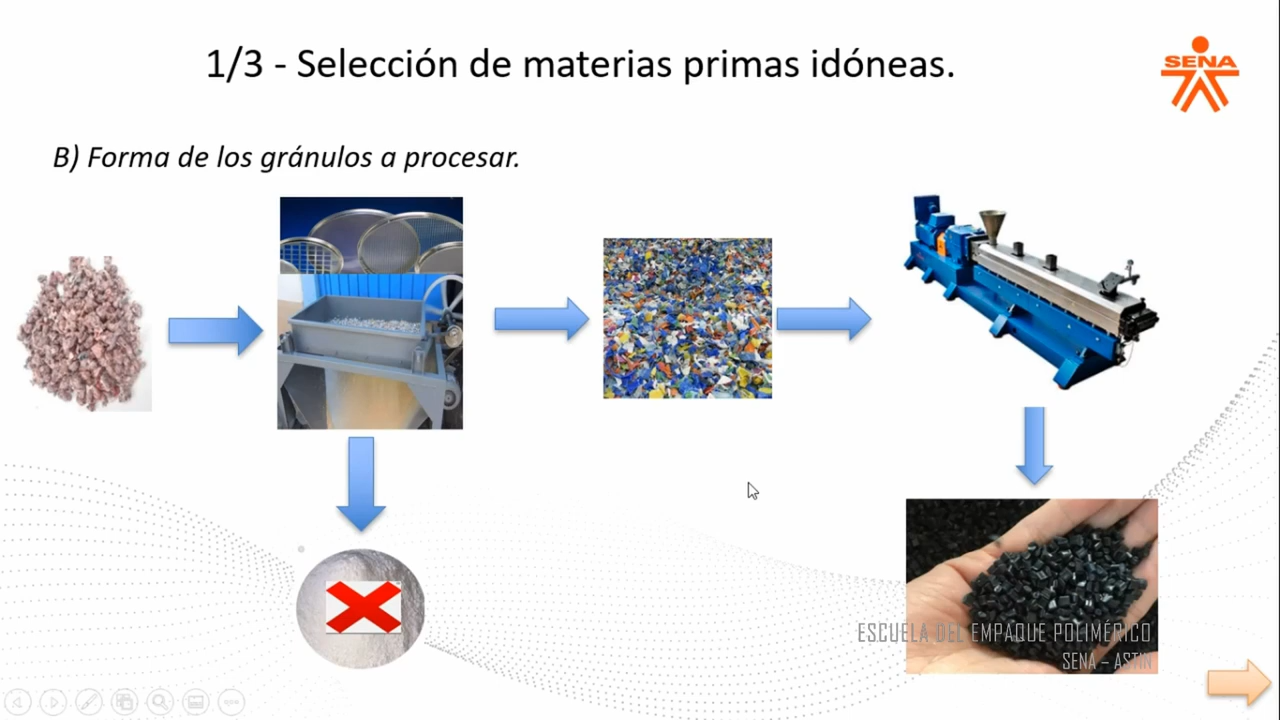 1/3 - Selección de materias primas idóneas.
SENA
B) Forma de los gránulos a procesar.
ESCUELA DEL EMPAQUE POLIMÉRICO
SENA – ASTIN